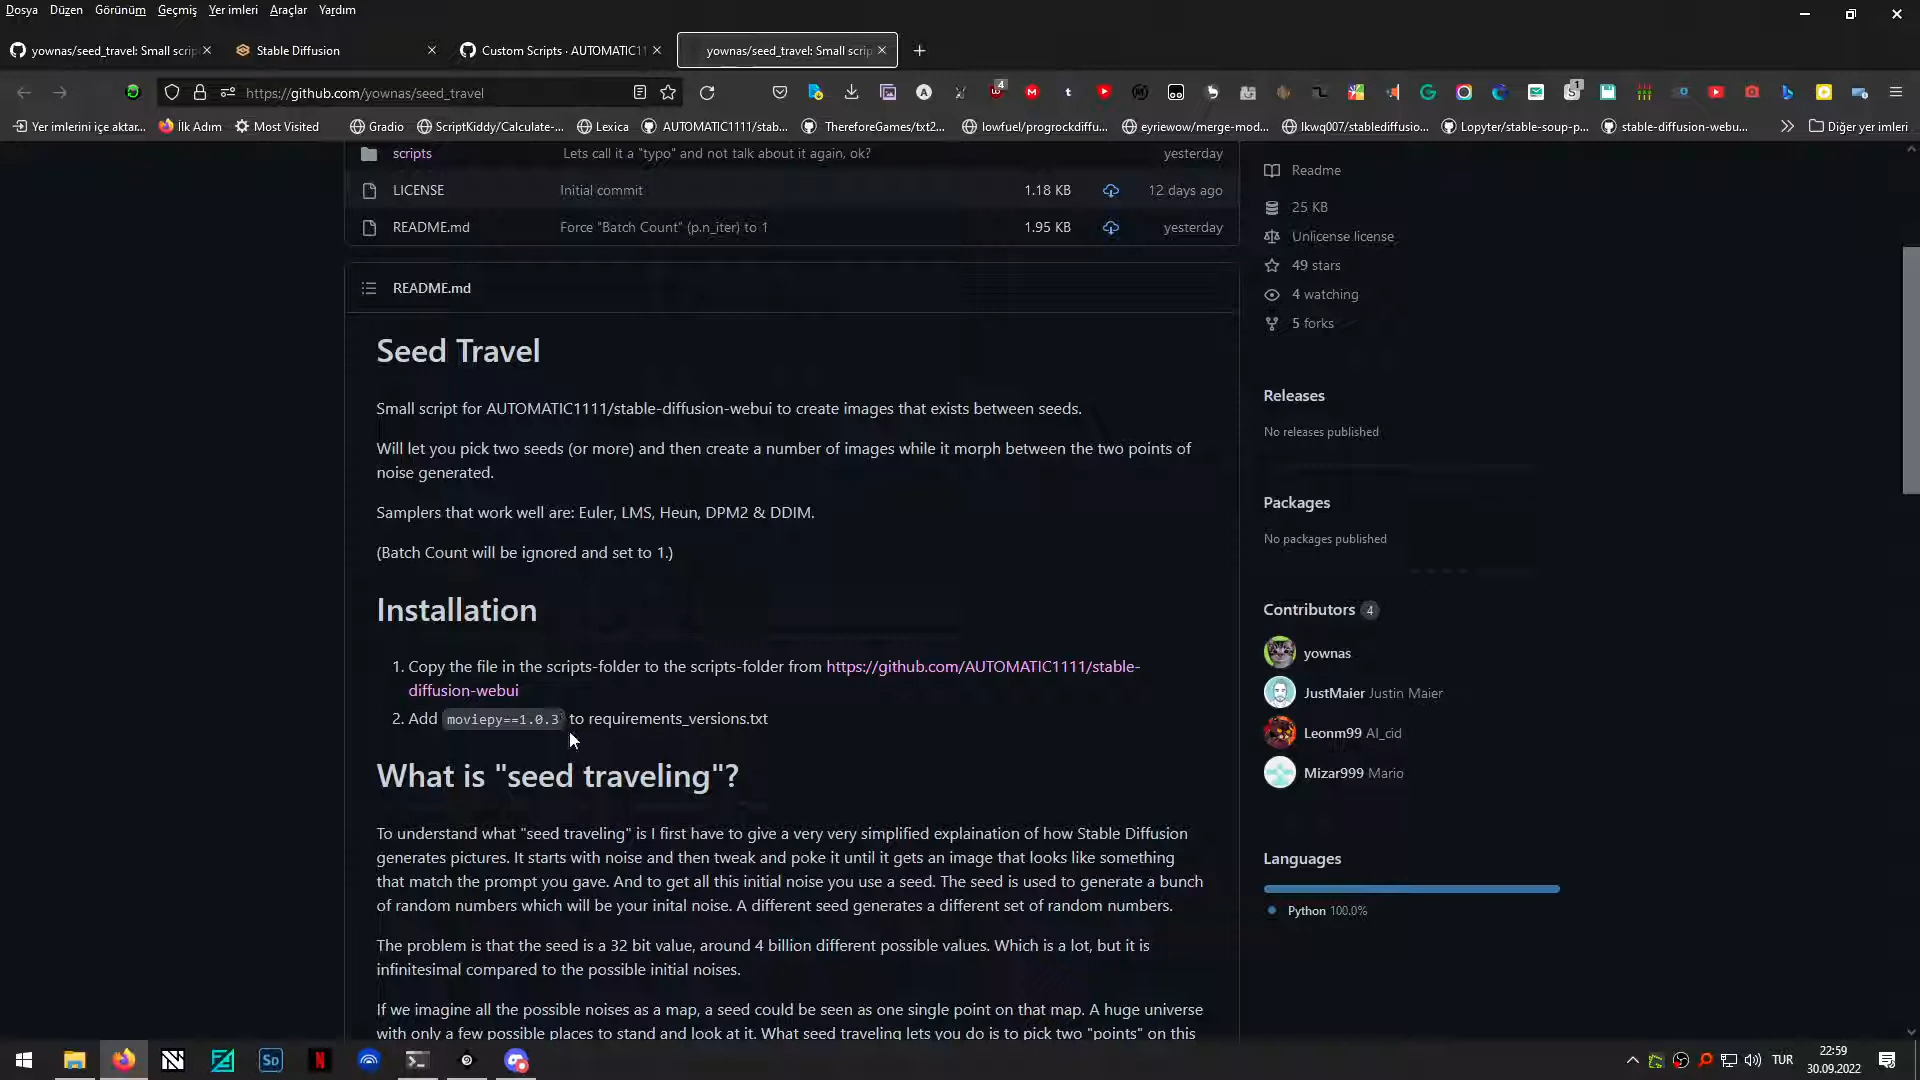 Dosya Düzen Görünüm Geçmiş Yer imleri Araçlar Yardım
yownas/seed_travel: Small scrip
Stable Diffusion
Custom Scripts · AUTOMATIC11
yownas/seed_travel: Small scrip
https://github.com/yownas/seed_travel
Yer imlerini içe aktar...
İlk Adım
Most Visited
Gradio
ScriptKiddy/Calculate-...
Lexica
AUTOMATIC1111/stab...
ThereforeGames/txt2...
lowfuel/progrockdiffu...
eyriewow/merge-mod...
lkwq007/stablediffusio...
Lopyter/stable-soup-p...
stable-diffusion-webu...
Diğer yer imleri
scripts Lets call it a "typo" and not talk about it again, ok? yesterday
LICENSE Initial commit 1.18 KB 12 days ago
README.md Force "Batch Count" (p.n_iter) to 1 1.95 KB yesterday
README.md
Seed Travel
Small script for AUTOMATIC1111/stable-diffusion-webui to create images that exists between seeds.
Will let you pick two seeds (or more) and then create a number of images while it morph between the two points of
noise generated.
Samplers that work well are: Euler, LMS, Heun, DPM2 & DDIM.
(Batch Count will be ignored and set to 1.)
Installation
1. Copy the file in the scripts-folder to the scripts-folder from https://github.com/AUTOMATIC1111/stable-
diffusion-webui
2. Add moviepy==1.0.3 to requirements_versions.txt
What is "seed traveling"?
To understand what "seed traveling" is I first have to give a very very simplified explaination of how Stable Diffusion
generates pictures. It starts with noise and then tweak and poke it until it gets an image that looks like something
that match the prompt you gave. And to get all this initial noise you use a seed. The seed is used to generate a bunch
of random numbers which will be your inital noise. A different seed generates a different set of random numbers.
The problem is that the seed is a 32 bit value, around 4 billion different possible values. Which is a lot, but it is
infinitesimal compared to the possible initial noises.
If we imagine all the possible noises as a map, a seed could be seen as one single point on that map. A huge universe
with only a few possible places to stand and look at it. What seed traveling lets you do is to pick two "points" on this
Readme
25 KB
Unlicense license
49 stars
4 watching
5 forks
Releases
No releases published
Packages
No packages published
Contributors 4
yownas
JustMaier Justin Maier
Leonm99 AI_cid
Mizar999 Mario
Languages
Python 100.0%
TUR
22:59
30.09.2022